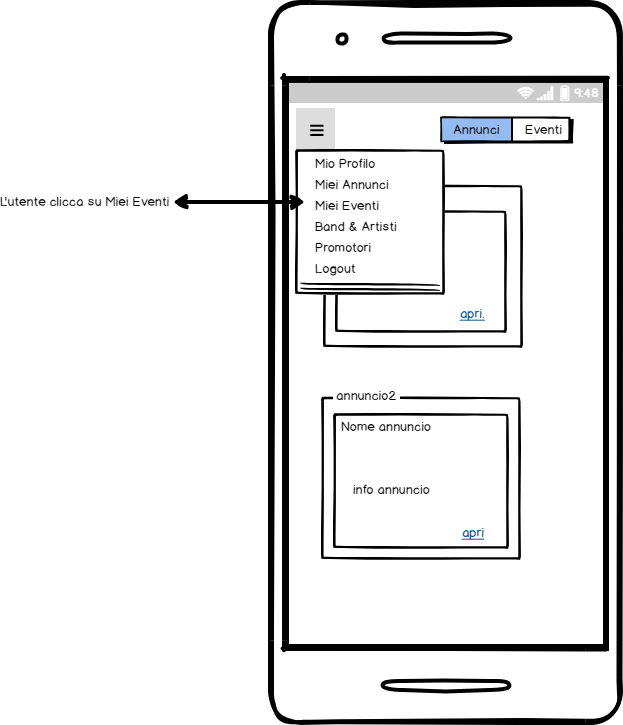 9:48
Annunci Eventi
Mio Profilo
Miei Annunci
L'utente clicca su Miei Eventi
Miei Eventi
Band & Artisti
Promotori
Logout
apri.
annuncio2
Nome annuncio
info annuncio
apri